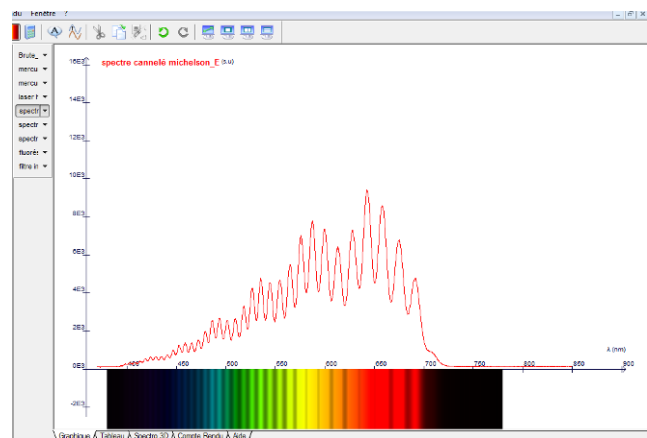 du Fenêtre ?
Brute_
mercu
mercu
laser f
spectr
spectr
spectr
fluorés
filtre in
spectre cannelé michelson_E (s.u)
16E3
14E3
12E3
10E3
8E3
6E3
4E3
2E3
0E3
-2E3
400 450 500 550 600 650 700 750 800 850 900
λ (nm)
Graphique Tableau Spectro 3D Compte Rendu Aide